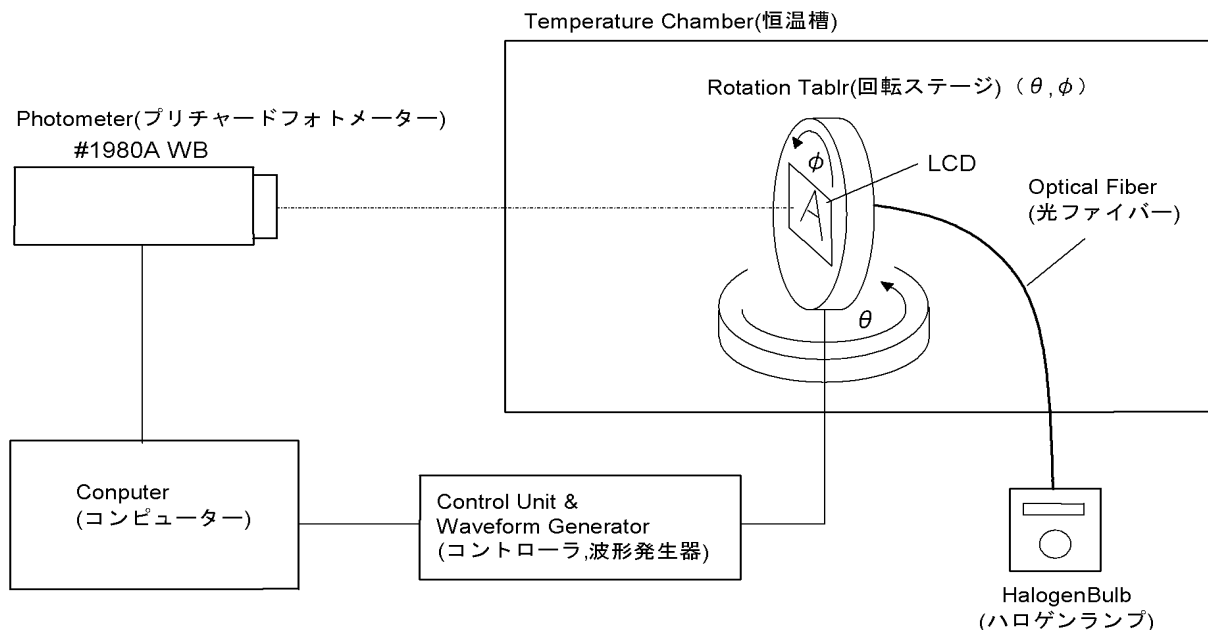 Temperature Chamber(恒温槽)
Rotation Tablr(回転ステージ)（θ,φ）
Photometer(プリチャードフォトメーター)
#1980A WB
φ
A
LCD
Optical Fiber
(光ファイバー)
θ
Conputer
(コンピューター)
Control Unit &
Waveform Generator
(コントローラ,波形発生器)
HalogenBulb
(ハロゲンランプ)